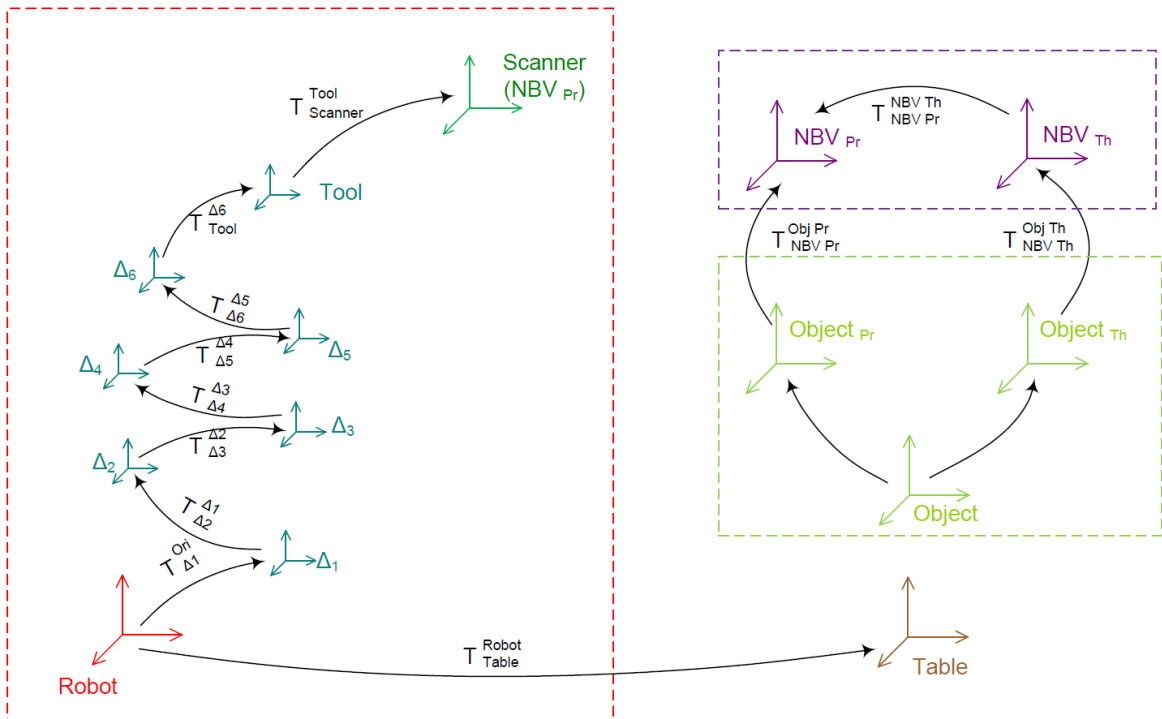 Scanner
(NBV Pr)
T Tool
Scanner
Tool
T Δ6
Tool
Δ6
T Δ5
Δ6
Δ5
T Δ4
Δ5
Δ4
T Δ3
Δ4
Δ3
T Δ2
Δ3
Δ2
T Δ1
Δ2
Δ1
T Ori
Δ1
Robot
T Robot
Table
Table
NBV Pr
T NBV Th
NBV Pr
NBV Th
T Obj Pr
NBV Pr
T Obj Th
NBV Th
Object Pr
Object Th
Object